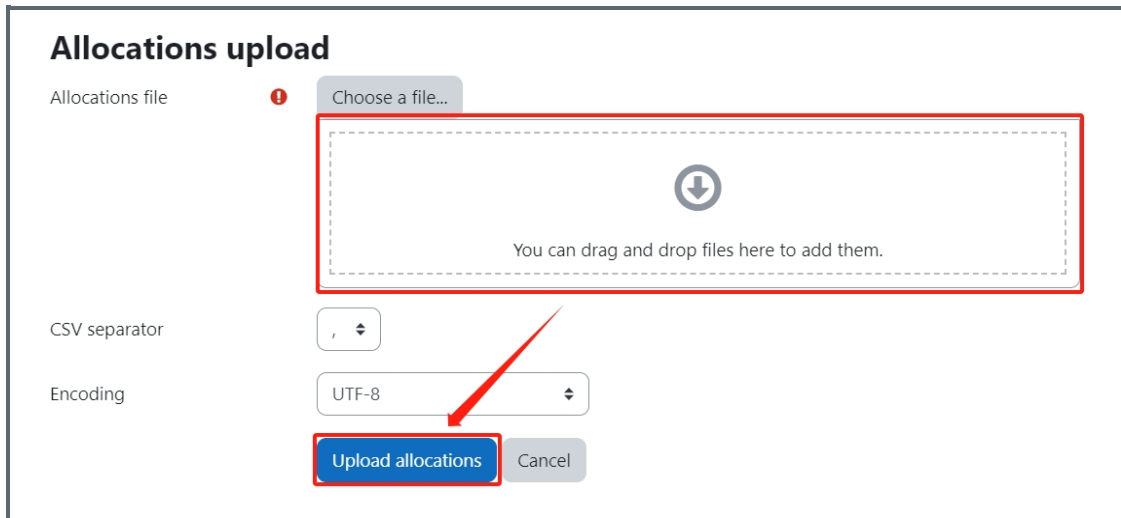 Allocations upload
Allocations file
Choose a file...
You can drag and drop files here to add them.
CSV separator
,
Encoding
UTF-8
Upload allocations
Cancel